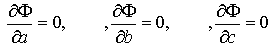 ∂Φ/∂a = 0, ,∂Φ/∂b = 0, ,∂Φ/∂c = 0